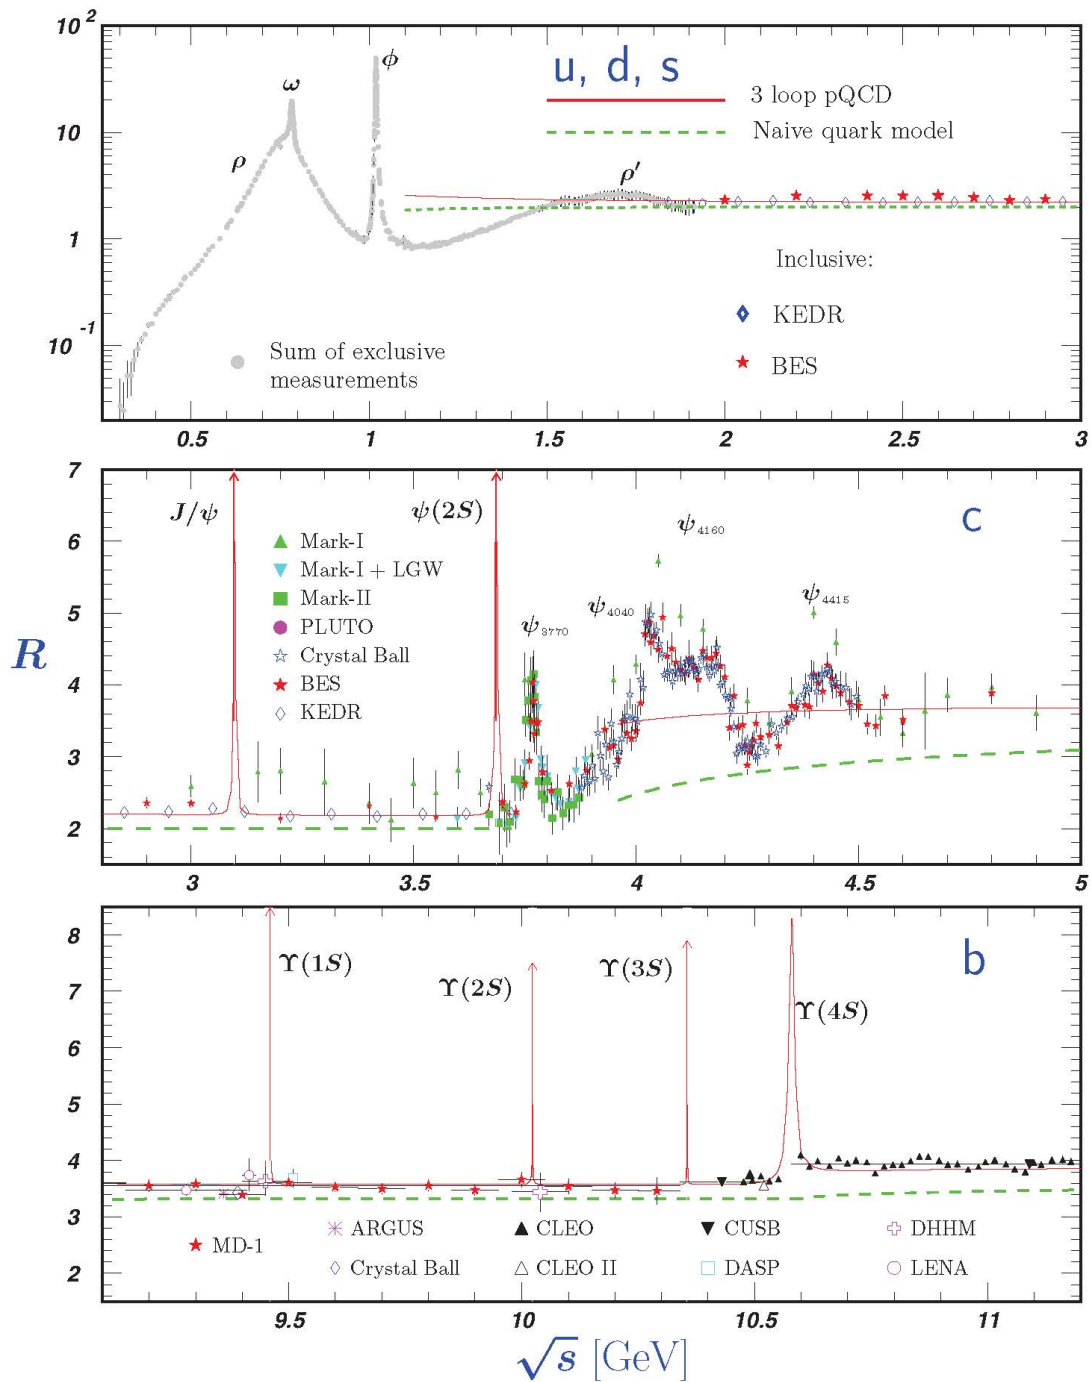 10 2
10
1
10 -1
u, d, s
3 loop pQCD
Naive quark model
ρ
ω
ϕ
ρ′
Inclusive:
KEDR
BES
Sum of exclusive
measurements
0.5 1 1.5 2 2.5 3
R
7
6
5
4
3
2
J/ψ
ψ(2S)
c
Mark-I
Mark-I + LGW
Mark-II
PLUTO
Crystal Ball
BES
KEDR
ψ3770
ψ4040
ψ4160
ψ4415
3 3.5 4 4.5 5
8
7
6
5
4
3
2
ϒ(1S)
ϒ(2S)
ϒ(3S)
ϒ(4S)
b
MD-1
ARGUS
CLEO
CUSB
DHHM
Crystal Ball
CLEO II
DASP
LENA
9.5 10 10.5 11
√s [GeV]